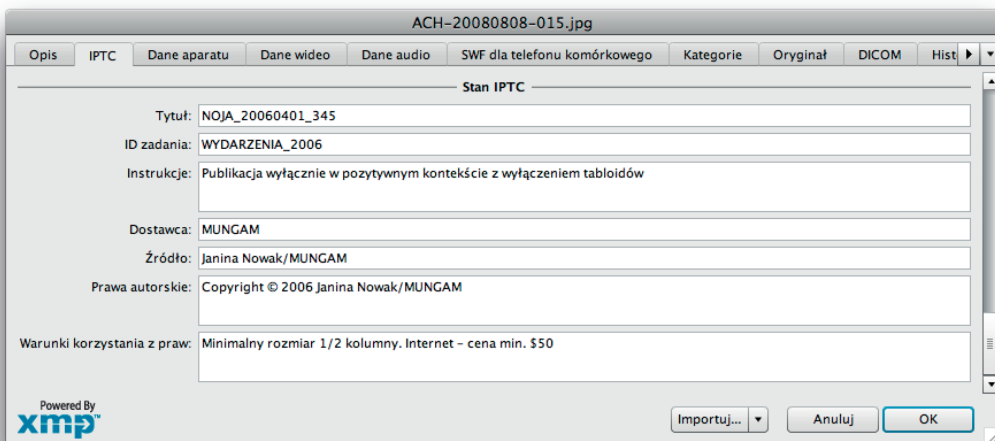 ACH-20080808-015.jpg
Opis IPTC Dane aparatu Dane wideo Dane audio SWF dla telefonu komórkowego Kategorie Oryginał DICOM
Stan IPTC
Tytuł: NOJA_20060401_345
ID zadania: WYDARZENIA_2006
Instrukcje: Publikacja wyłącznie w pozytywnym kontekście z wyłączeniem tabloidów
Dostawca: MUNGAM
Źródło: Janina Nowak/MUNGAM
Prawa autorskie: Copyright © 2006 Janina Nowak/MUNGAM
Warunki korzystania z praw: Minimalny rozmiar 1/2 kolumny. Internet – cena min. $50
Powered By
xmp™
Importuj... Anuluj OK